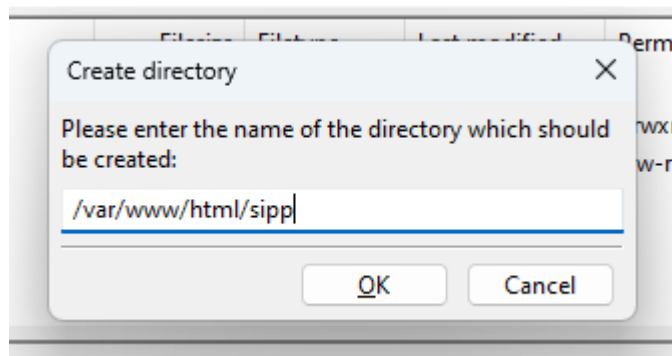 Create directory
Please enter the name of the directory which should
be created:
/var/www/html/sipp
OK
Cancel